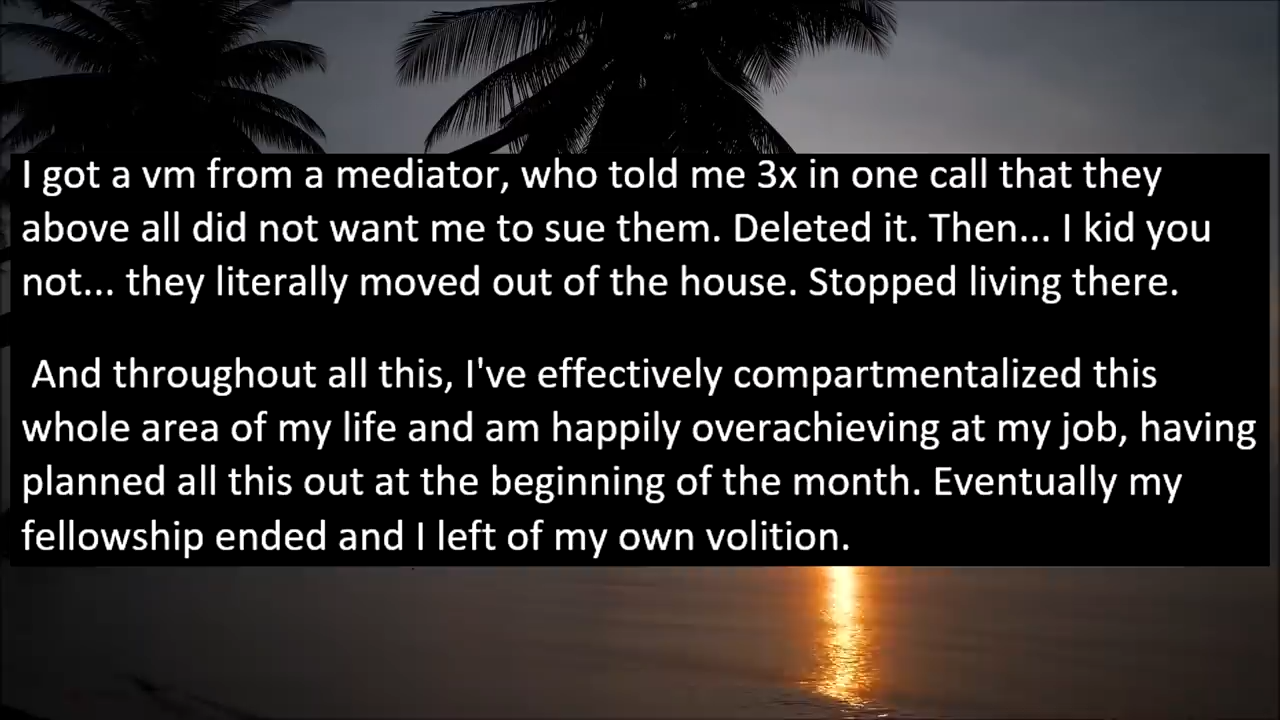 I got a vm from a mediator, who told me 3x in one call that they
above all did not want me to sue them. Deleted it. Then... I kid you
not... they literally moved out of the house. Stopped living there.
And throughout all this, I've effectively compartmentalized this
whole area of my life and am happily overachieving at my job, having
planned all this out at the beginning of the month. Eventually my
fellowship ended and I left of my own volition.